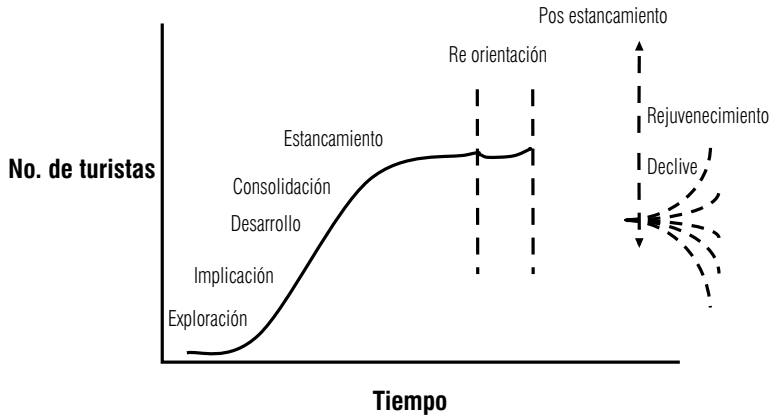 Pos estancamiento
Re orientación
Rejuvenecimiento
Estancamiento
No. de turistas
Declive
Consolidación
Desarrollo
Implicación
Exploración
Tiempo